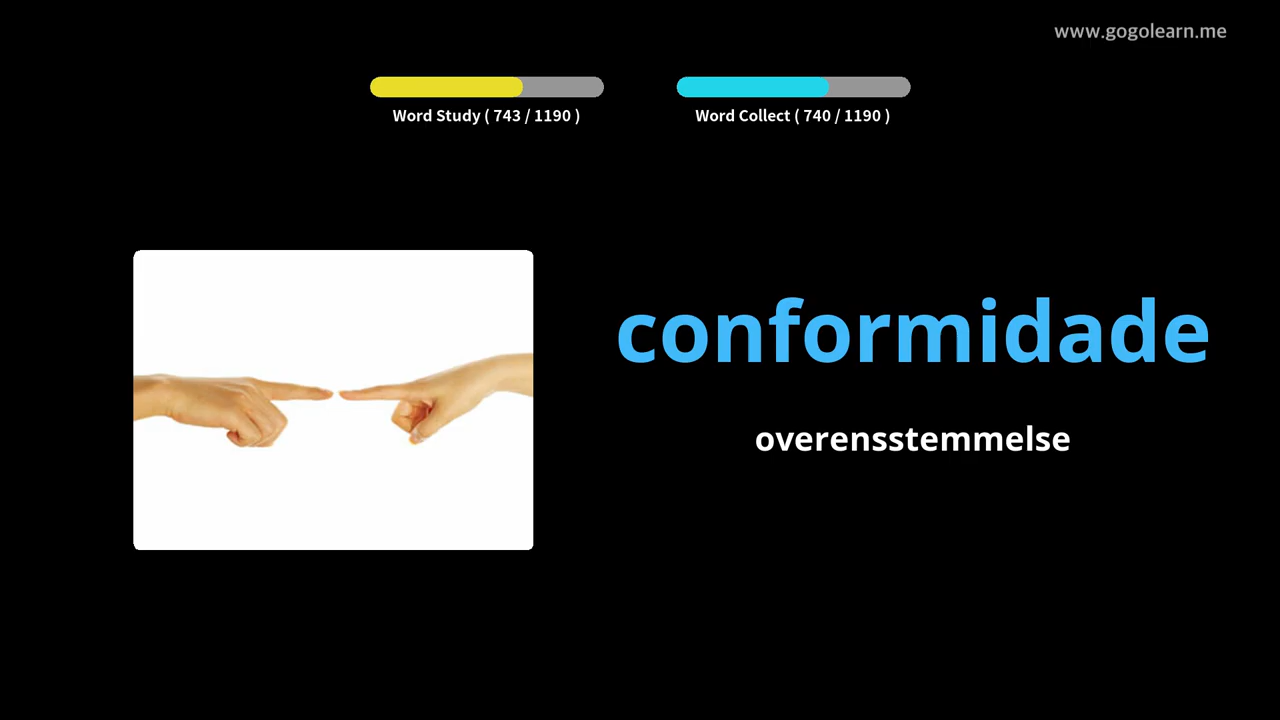 www.gogolearn.me
Word Study ( 743 / 1190 )
Word Collect ( 740 / 1190 )
conformidade
overensstemmelse